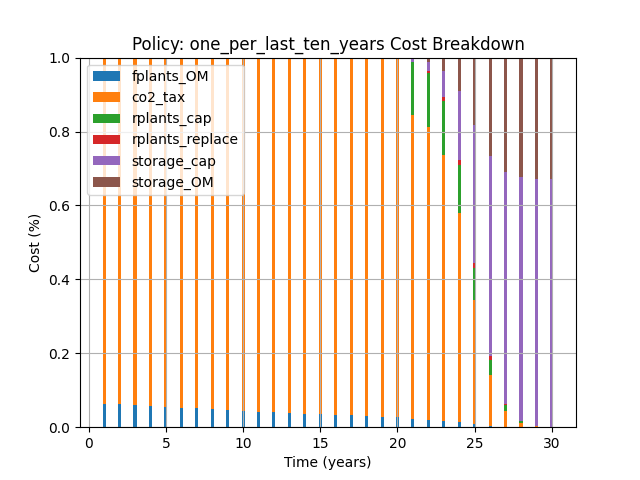 Policy: one_per_last_ten_years Cost Breakdown
1.0
0.8
0.6
0.4
0.2
0.0
Cost (%)
fplants_OM
co2_tax
rplants_cap
rplants_replace
storage_cap
storage_OM
0 5 10 15 20 25 30
Time (years)